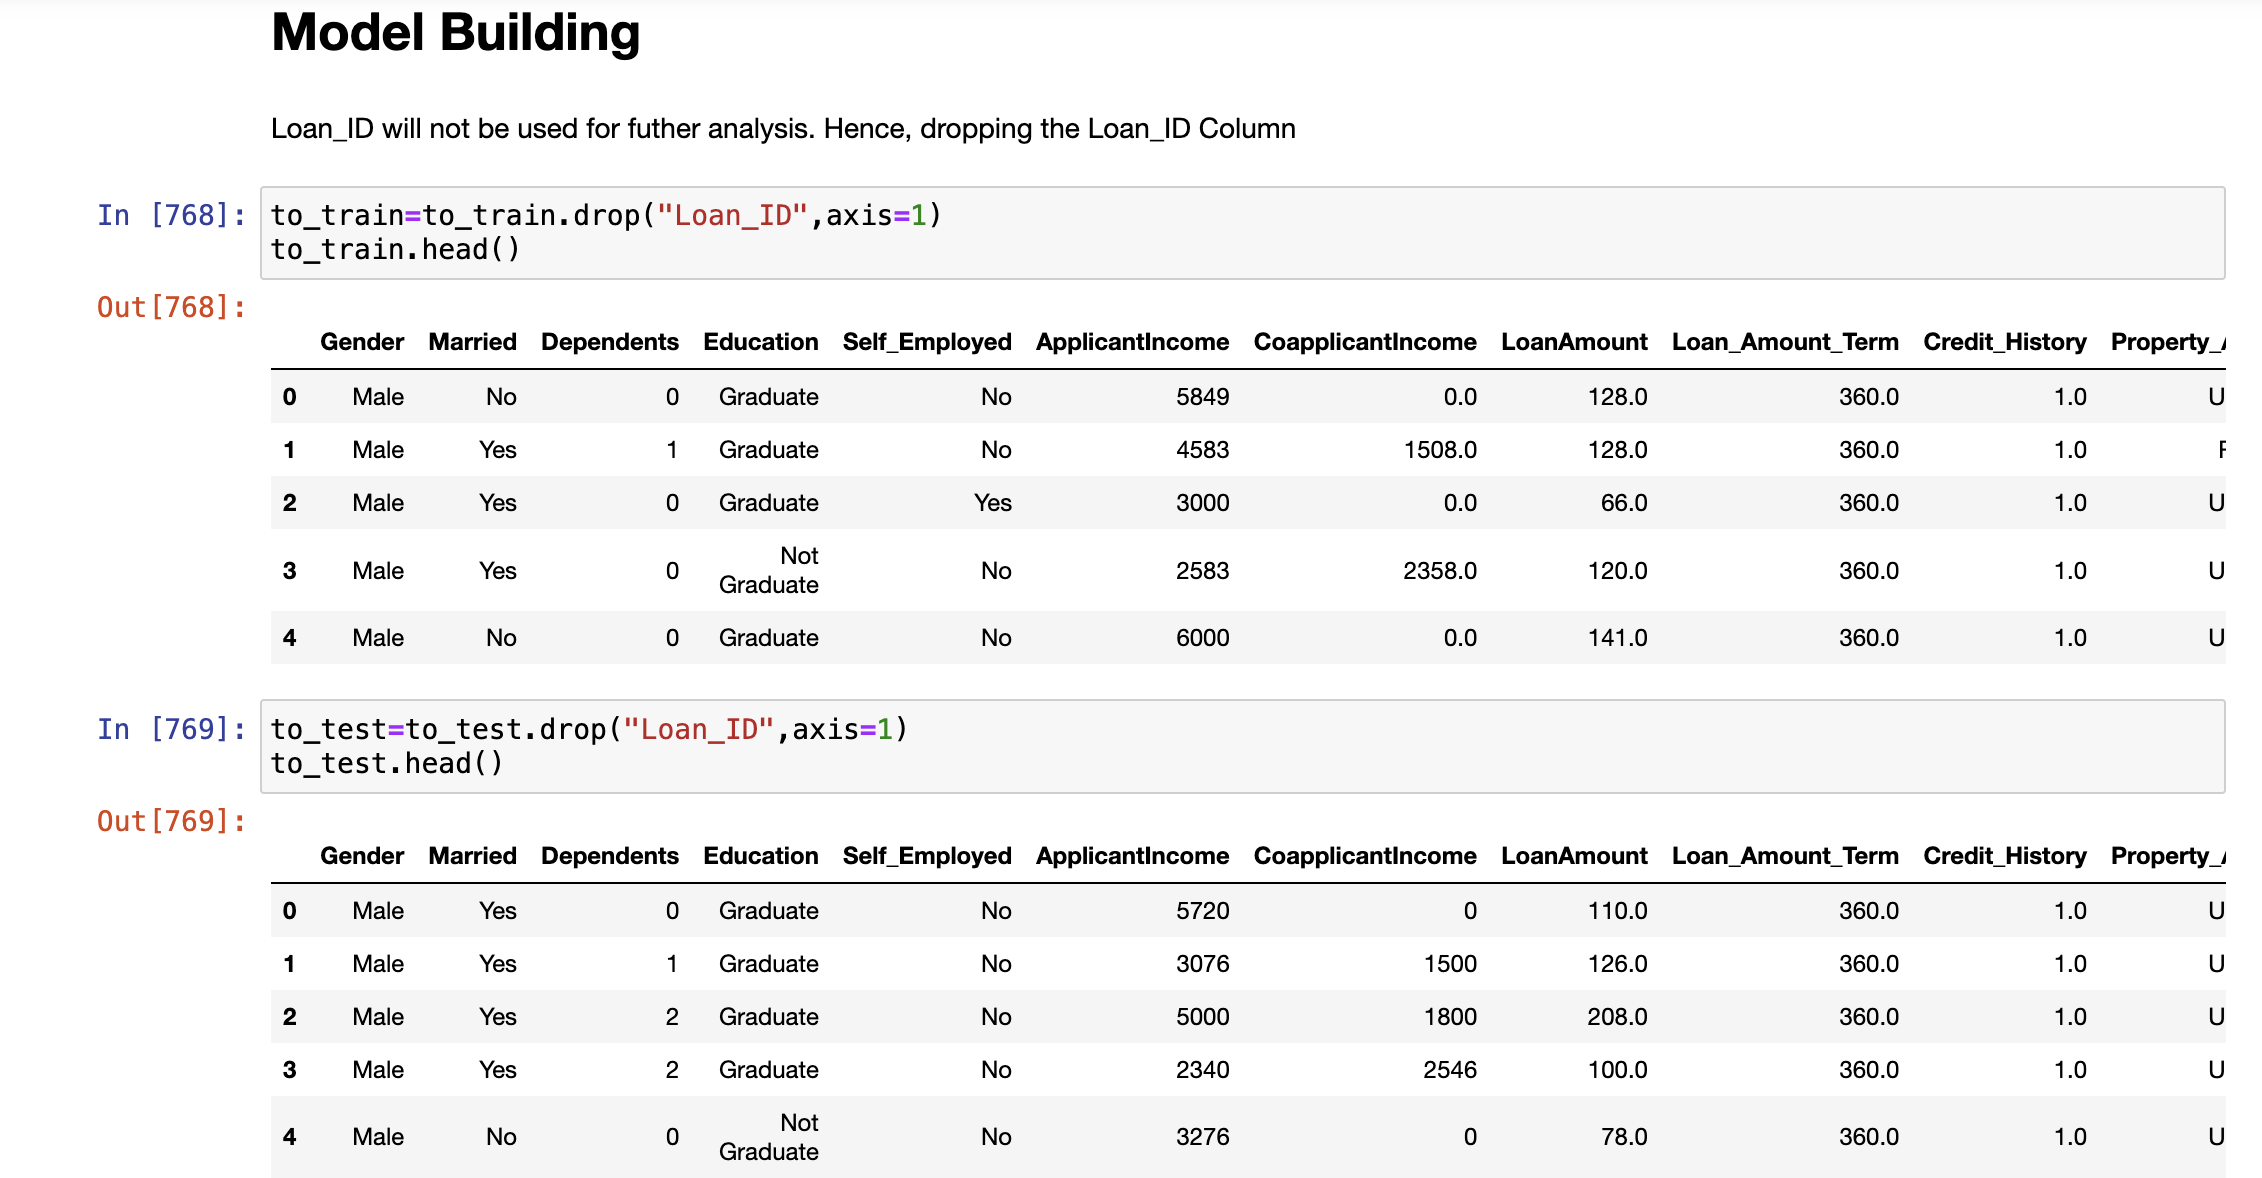 Model Building
Loan_ID will not be used for futher analysis. Hence, dropping the Loan_ID Column
In [768]: to_train=to_train.drop("Loan_ID",axis=1)
to_train.head()
Out[768]:
Gender Married Dependents Education Self_Employed ApplicantIncome CoapplicantIncome LoanAmount Loan_Amount_Term Credit_History Property_
0 Male No 0 Graduate No 5849 0.0 128.0 360.0 1.0 U
1 Male Yes 1 Graduate No 4583 1508.0 128.0 360.0 1.0
2 Male Yes 0 Graduate Yes 3000 0.0 66.0 360.0 1.0 U
3 Male Yes 0 Not Graduate No 2583 2358.0 120.0 360.0 1.0 U
4 Male No 0 Graduate No 6000 0.0 141.0 360.0 1.0 U
In [769]: to_test=to_test.drop("Loan_ID",axis=1)
to_test.head()
Out[769]:
Gender Married Dependents Education Self_Employed ApplicantIncome CoapplicantIncome LoanAmount Loan_Amount_Term Credit_History Property_
0 Male Yes 0 Graduate No 5720 0 110.0 360.0 1.0 U
1 Male Yes 1 Graduate No 3076 1500 126.0 360.0 1.0 U
2 Male Yes 2 Graduate No 5000 1800 208.0 360.0 1.0 U
3 Male Yes 2 Graduate No 2340 2546 100.0 360.0 1.0 U
4 Male No 0 Not Graduate No 3276 0 78.0 360.0 1.0 U